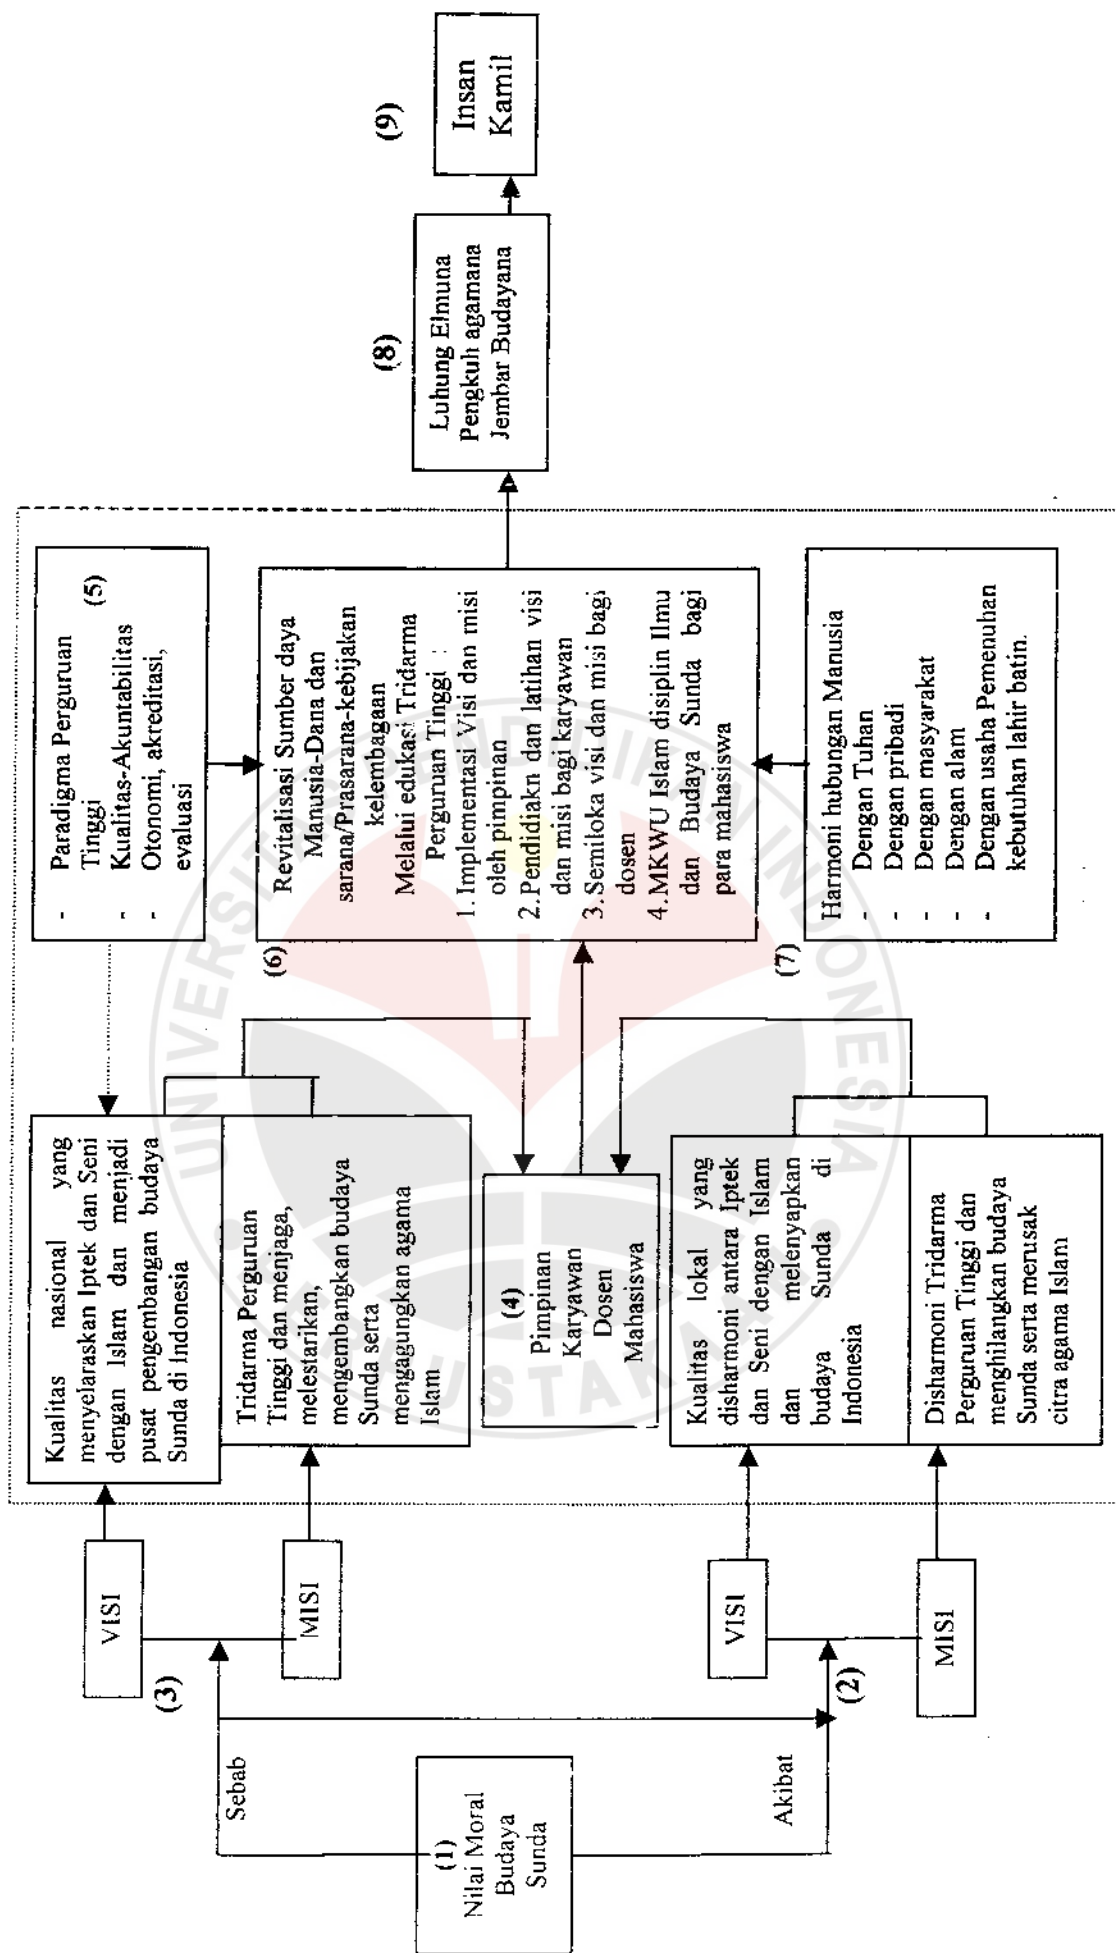 (1)
Nilai Moral
Budaya
Sunda
Sebab
Akibat
(3)
VISI
MISI
(2)
VISI
MISI
Kualitas nasional yang
menyelaraskan Iptek dan Seni
dengan Islam dan menjadi
pusat pengembangan budaya
Sunda di Indonesia
Tridarma Perguruan
Tinggi dan menjaga,
melestarikan,
mengembangkan budaya
Sunda serta
mengagungkan agama
Islam
(4)
Pimpinan
Karyawan
Dosen
Mahasiswa
Kualitas lokal yang
disharmoni antara Iptek
dan Seni dengan Islam
dan melenyapkan
budaya Sunda di
Indonesia
Disharmoni Tridarma
Perguruan Tinggi dan
menghilangkan budaya
Sunda serta merusak
citra agama Islam
- Paradigma Perguruan
Tinggi (5)
- Kualitas-Akuntabilitas
- Otonomi, akreditasi,
evaluasi
(6)
Revitalisasi Sumber daya
Manusia-Dana dan
sarana/Prasarana-kebijakan
kelembagaan
Melalui edukasi Tridarma
Perguruan Tinggi :
1. Implementasi Visi dan misi
oleh pimpinan
2. Pendidiakn dan latihan visi
dan misi bagi karyawan
3. Semiloka visi dan misi bagi
dosen
4. MKWU Islam disiplin Ilmu
dan Budaya Sunda bagi
para mahasiswa
(7)
Harmoni hubungan Manusia
- Dengan Tuhan
- Dengan pribadi
- Dengan masyarakat
- Dengan alam
- Dengan usaha Pemenuhan
kebutuhan lahir batin.
(8)
Luhung Elmuna
Pengkuh agamana
Jembar Budayana
(9)
Insan
Kamil
UNIVERSITAS PENDIDIKAN INDONESIA
PERPUSTAKAAN